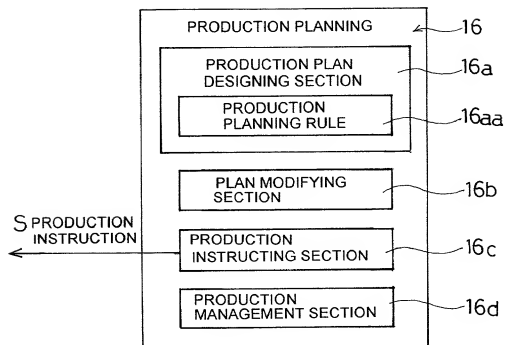 PRODUCTION PLANNING
16
PRODUCTION PLAN
DESIGNING SECTION
16a
PRODUCTION
PLANNING RULE
16aa
PLAN MODIFYING
SECTION
16b
S PRODUCTION
INSTRUCTION
PRODUCTION
INSTRUCTING SECTION
16c
PRODUCTION
MANAGEMENT SECTION
16d